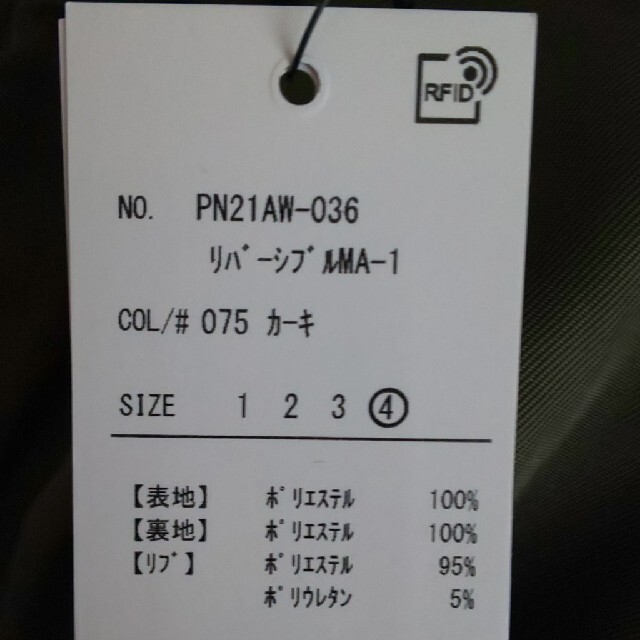 RFID
NO. PN21AW-036
ﾘﾊﾞｰｼﾌﾞﾙMA-1
COL/# 075 ｶｰｷ
SIZE 1 2 3 ④
【表地】 ﾎﾟﾘｴｽﾃﾙ 100%
【裏地】 ﾎﾟﾘｴｽﾃﾙ 100%
【ﾘﾌﾞ】 ﾎﾟﾘｴｽﾃﾙ 95%
ﾎﾟﾘｳﾚﾀﾝ 5%